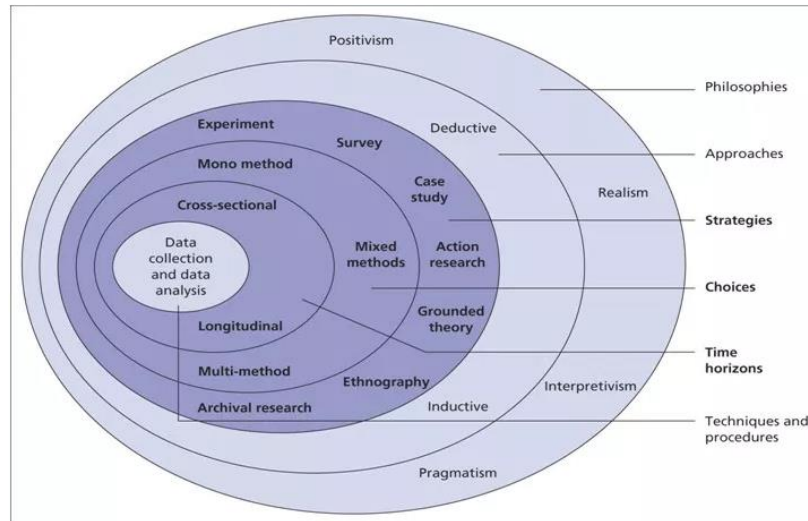 Positivism
Philosophies
Experiment
Deductive
Survey
Mono method
Approaches
Case
study
Realism
Cross-sectional
Strategies
Data
collection
and data
analysis
Mixed
methods
Action
research
Choices
Grounded
theory
Longitudinal
Time
horizons
Multi-method
Ethnography
Interpretivism
Archival research
Inductive
Techniques and
procedures
Pragmatism